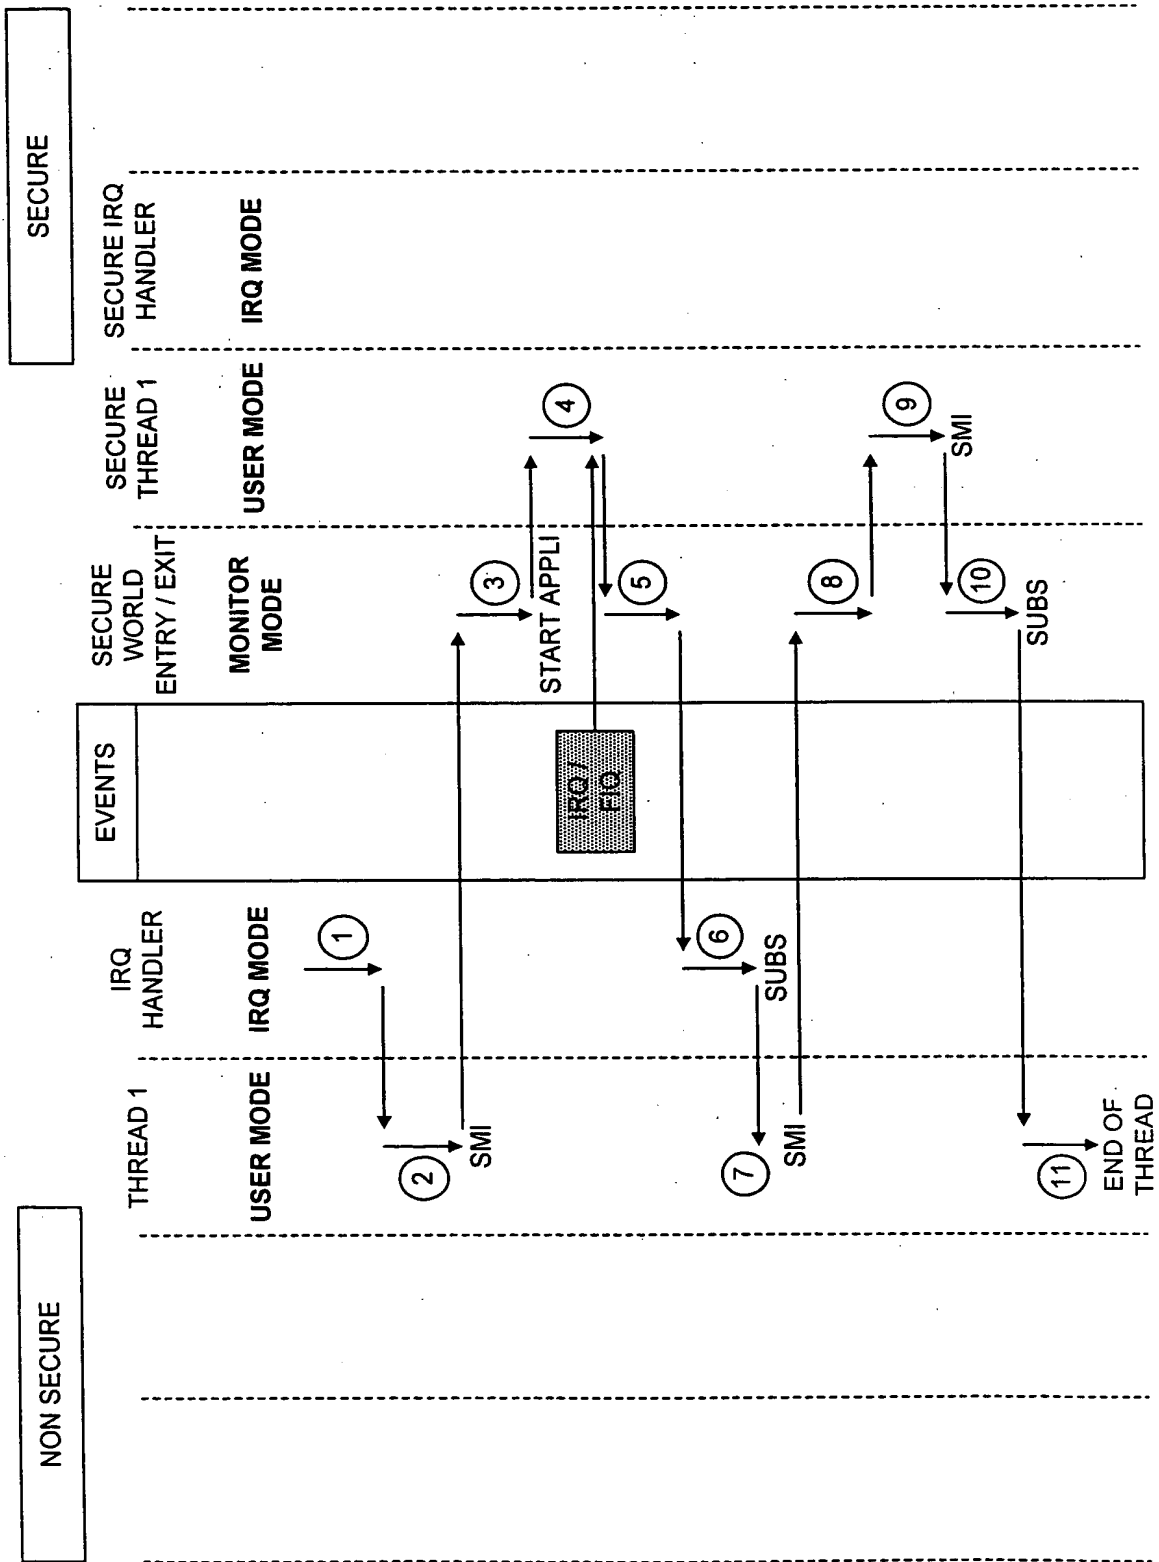 NON SECURE
SECURE
THREAD 1
USER MODE
IRQ
HANDLER
IRQ MODE
EVENTS
SECURE
WORLD
ENTRY / EXIT
MONITOR
MODE
SECURE
THREAD 1
USER MODE
SECURE IRQ
HANDLER
IRQ MODE
1
2
SMI
3
START APPLI
4
IRQ /
FIQ
5
6
SUBS
7
SMI
8
9
SMI
10
SUBS
11
END OF
THREAD